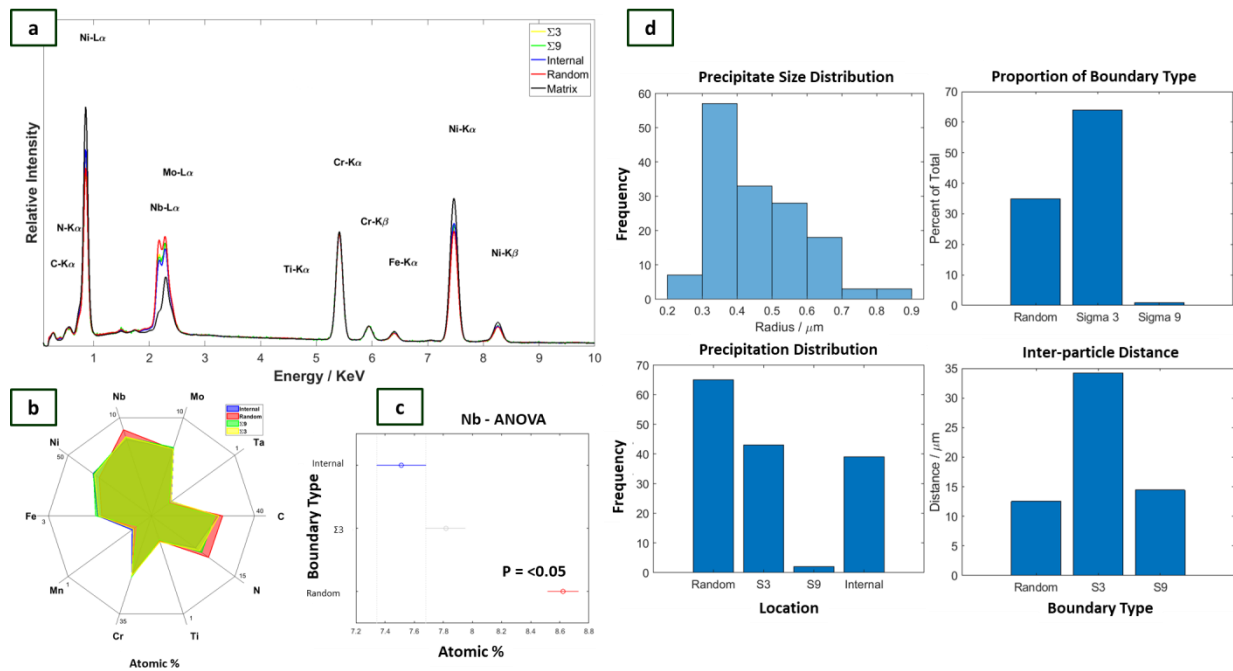 a
Ni-Lα
Σ3
Σ9
Internal
Random
Matrix
Mo-Lα
Nb-Lα
N-Kα
C-Kα
Ti-Kα
Cr-Kα
Cr-Kβ
Fe-Kα
Ni-Kα
Ni-Kβ
Relative Intensity
1 2 3 4 5 6 7 8 9 10
Energy / KeV
b
Internal
Random
Σ9
Σ3
Nb
10
Mo
10
Ta
1
C
40
N
15
Ti
1
Cr
35
Mn
1
Fe
3
Ni
50
Atomic %
c
Nb - ANOVA
Boundary Type
Internal
Σ3
Random
P = <0.05
7.2 7.4 7.6 7.8 8 8.2 8.4 8.6 8.8
Atomic %
d
Precipitate Size Distribution
Frequency
60
50
40
30
20
10
0
0.2 0.3 0.4 0.5 0.6 0.7 0.8 0.9
Radius / μm
Proportion of Boundary Type
Percent of Total
70
60
50
40
30
20
10
0
Random Sigma 3 Sigma 9
Precipitation Distribution
Frequency
70
60
50
40
30
20
10
0
Random S3 S9 Internal
Location
Inter-particle Distance
Distance / μm
35
30
25
20
15
10
5
0
Random S3 S9
Boundary Type